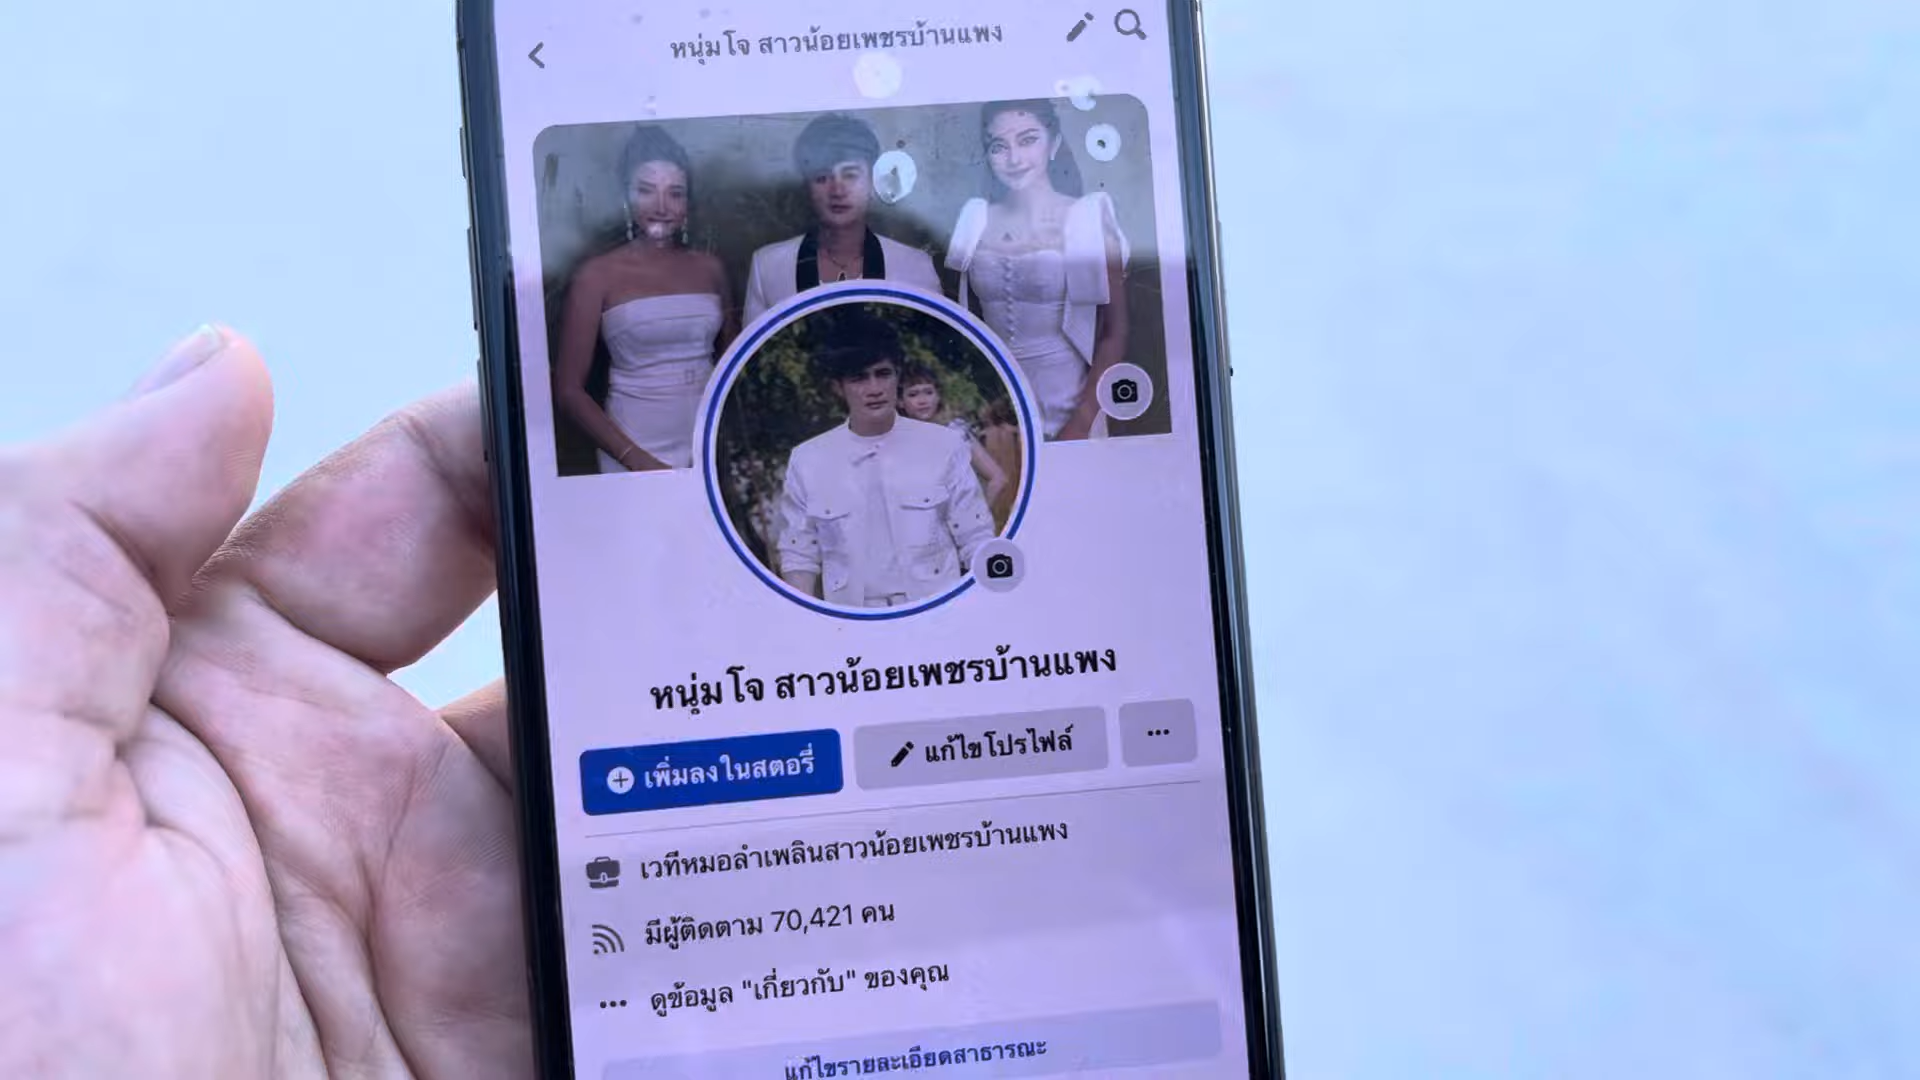 หนุ่มโจ สาวน้อยเพชรบ้านแพง
หนุ่มโจ สาวน้อยเพชรบ้านแพง
เพิ่มลงในสตอรี่
แก้ไขโปรไฟล์
เวทีหมอลำเพลินสาวน้อยเพชรบ้านแพง
มีผู้ติดตาม 70,421 คน
ดูข้อมูล "เกี่ยวกับ" ของคุณ
แก้ไขรายละเอียดสาธารณะ